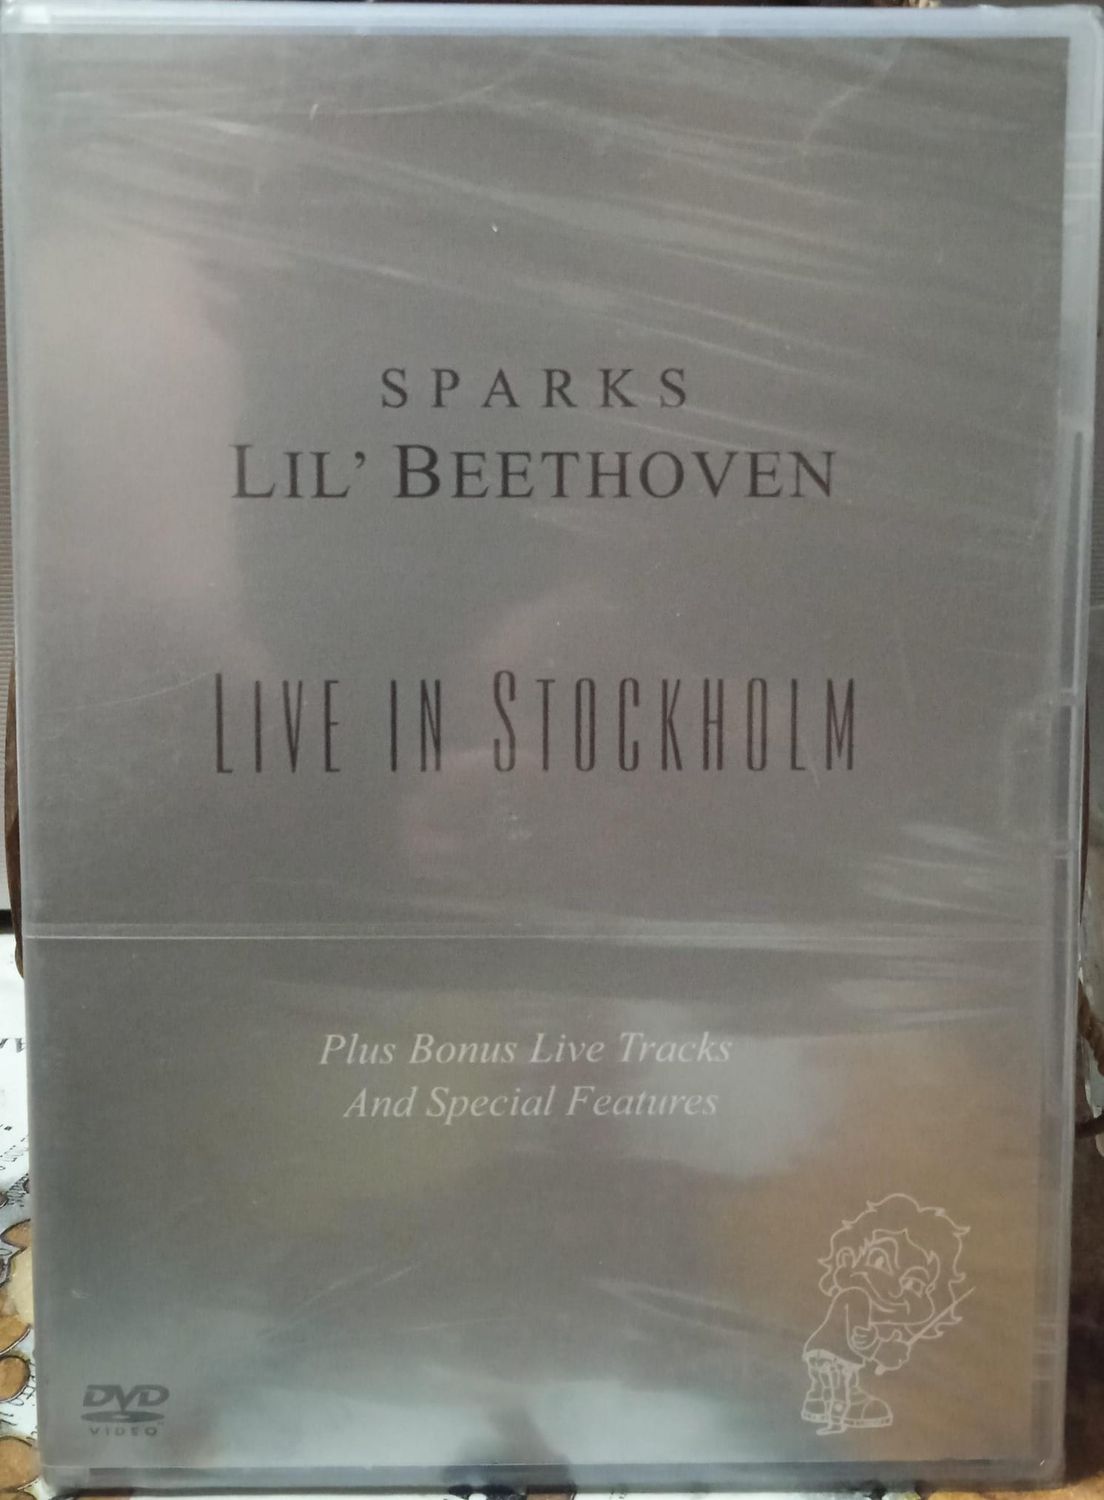 SPARKS
LIL' BEETHOVEN
LIVE IN STOCKHOLM
Plus Bonus Live Tracks
And Special Features
DVD
VIDEO